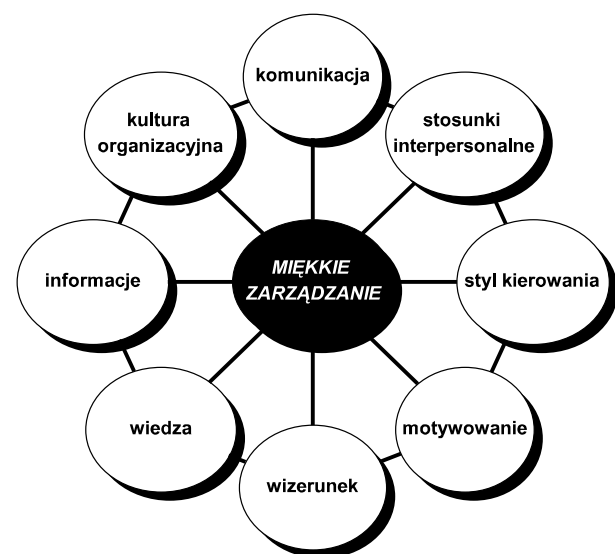 komunikacja
kultura
organizacyjna
stosunki
interpersonalne
informacje
MIĘKKIE
ZARZĄDZANIE
styl kierowania
wiedza
motywowanie
wizerunek